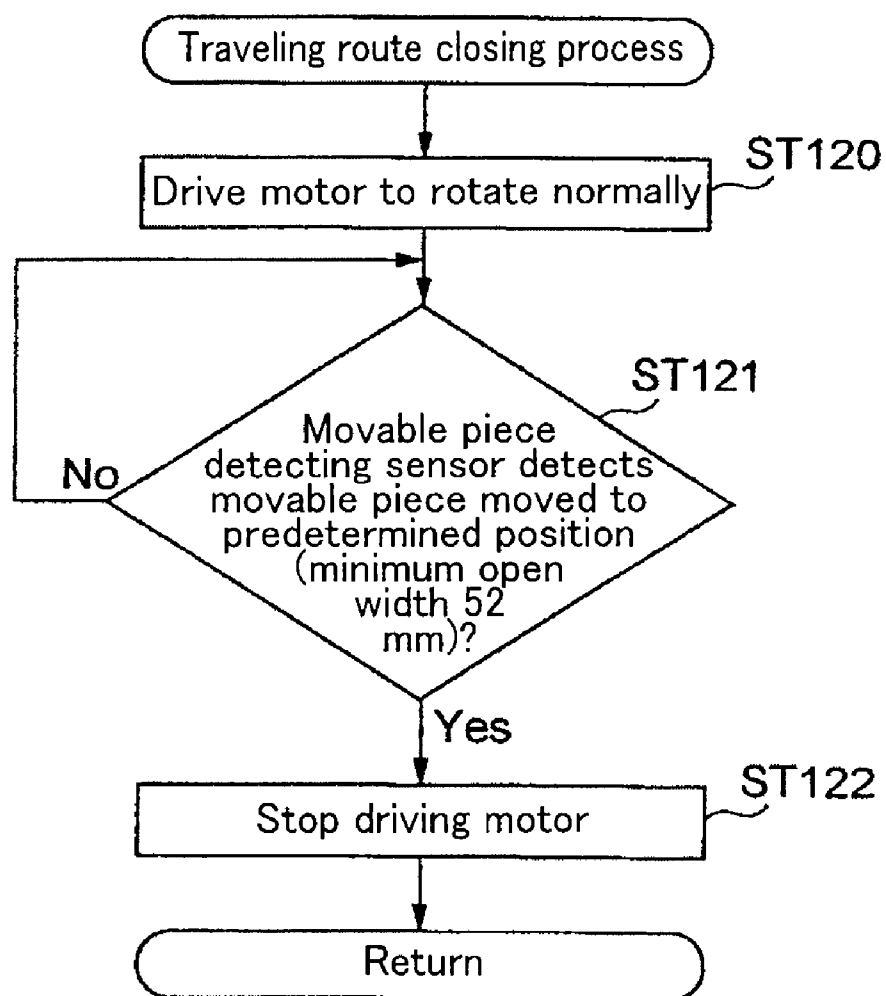 Traveling route closing process
ST120
Drive motor to rotate normally
ST121
Movable piece
detecting sensor detects
movable piece moved to
predetermined position
(minimum open
width 52
mm)?
No
Yes
ST122
Stop driving motor
Return